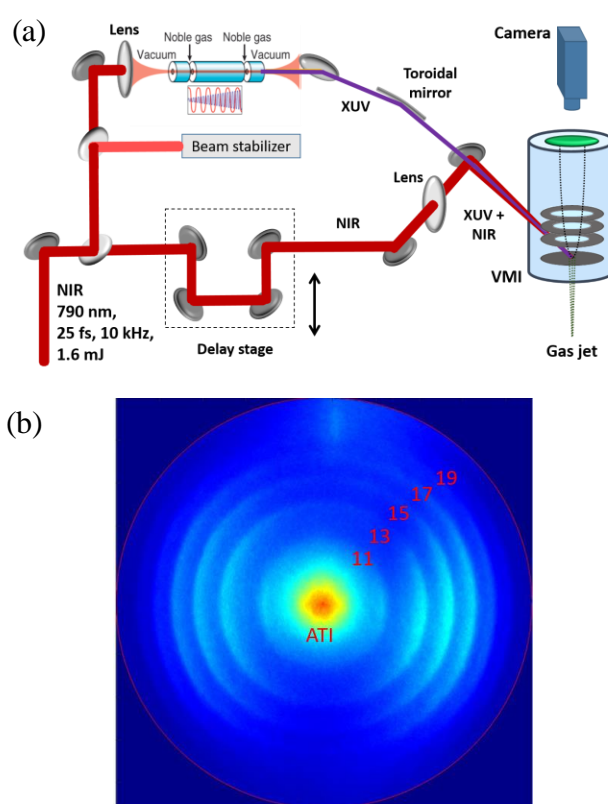 (a)
Lens
Noble gas
Noble gas
Vacuum
Vacuum
Camera
Toroidal
mirror
XUV
Beam stabilizer
Lens
NIR
XUV +
NIR
VMI
NIR
790 nm,
25 fs, 10 kHz,
1.6 mJ
Delay stage
Gas jet
(b)
19
17
15
13
11
ATI